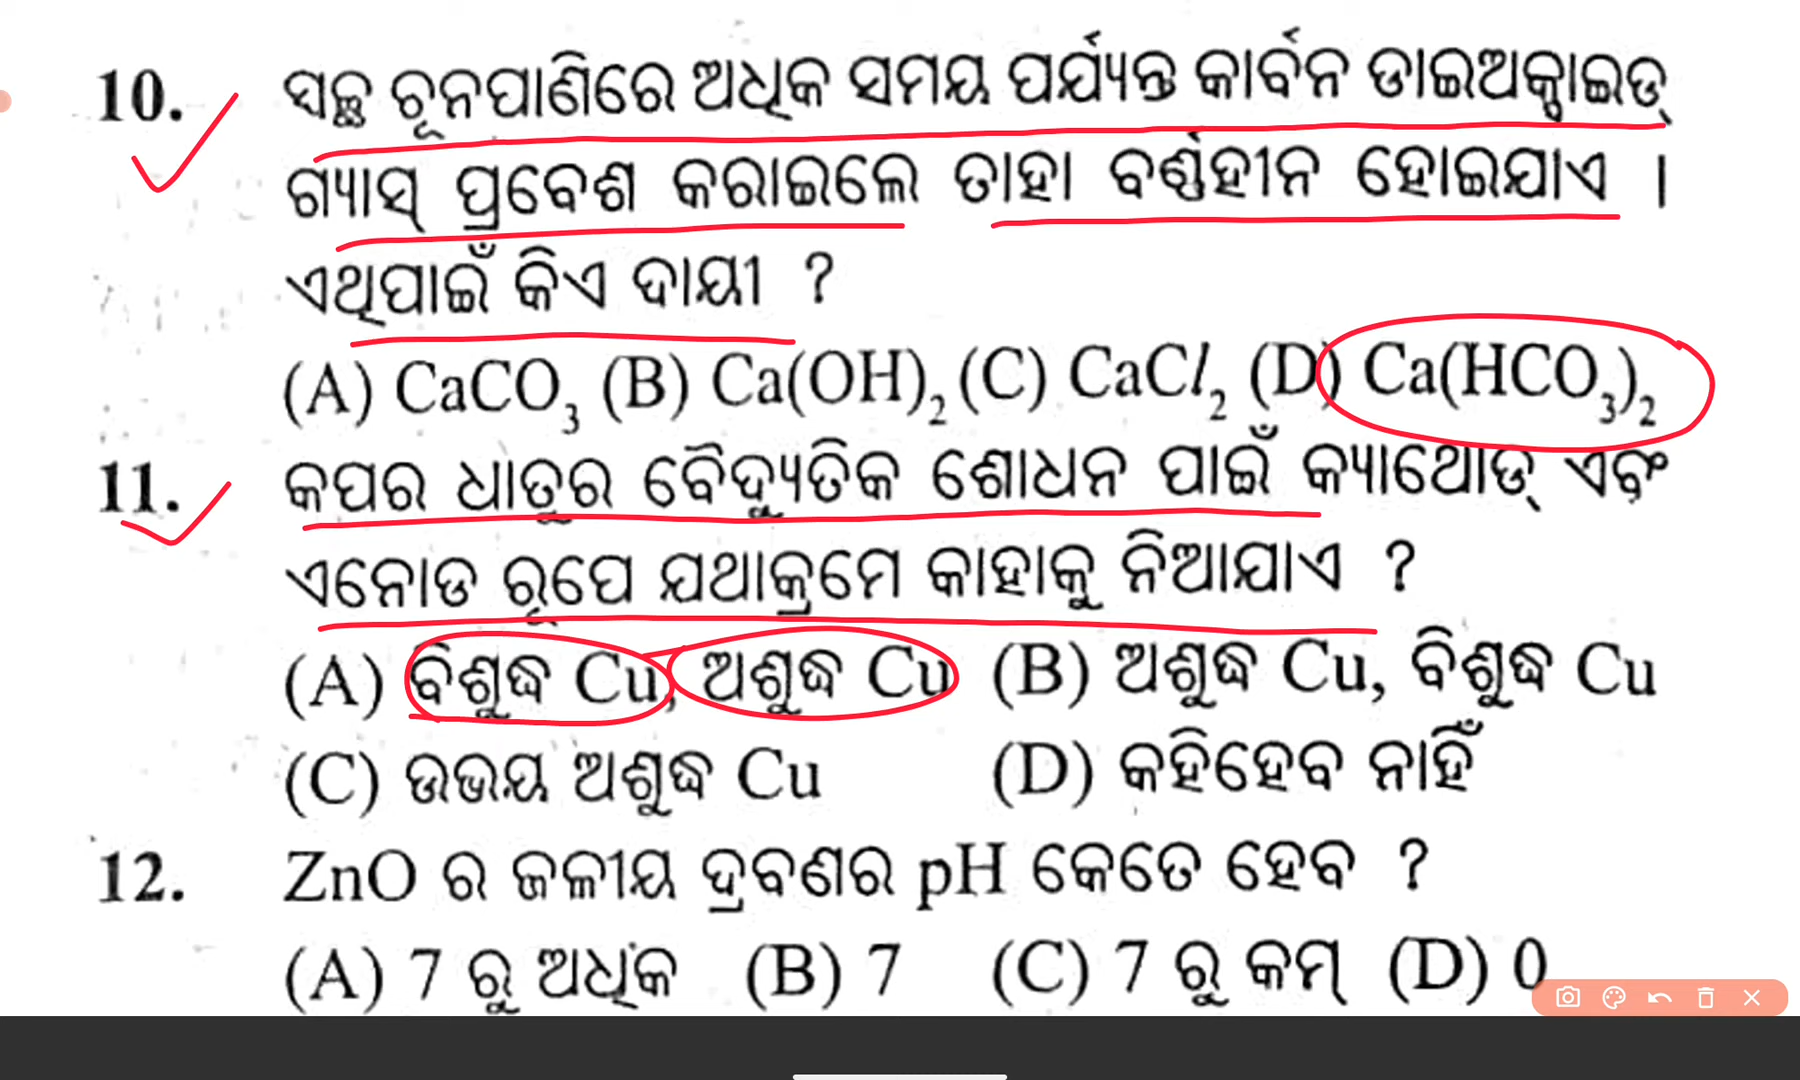 10. ସ୍ୱଚ୍ଛ ଚୂନପାଣିରେ ଅଧିକ ସମୟ ପର୍ଯ୍ୟନ୍ତ କାର୍ବନ ଡାଇଅକ୍ସାଇଡ୍
ଗ୍ୟାସ୍ ପ୍ରବେଶ କରାଇଲେ ତାହା ବର୍ଣ୍ଣହୀନ ହୋଇଯାଏ ।
ଏଥିପାଇଁ କିଏ ଦାୟୀ ?
(A) CaCO₃ (B) Ca(OH)₂ (C) CaCl₂ (D) Ca(HCO₃)₂
11. କପର ଧାତୁର ବୈଦ୍ୟୁତିକ ଶୋଧନ ପାଇଁ କ୍ୟାଥୋଡ୍ ଏବଂ
ଏନୋଡ ରୂପେ ଯଥାକ୍ରମେ କାହାକୁ ନିଆଯାଏ ?
(A) ବିଶୁଦ୍ଧ Cu, ଅଶୁଦ୍ଧ Cu (B) ଅଶୁଦ୍ଧ Cu, ବିଶୁଦ୍ଧ Cu
(C) ଉଭୟ ଅଶୁଦ୍ଧ Cu (D) କହିହେବ ନାହିଁ
12. ZnO ର ଜଳୀୟ ଦ୍ରବଣର pH କେତେ ହେବ ?
(A) 7 ରୁ ଅଧିକ (B) 7 (C) 7 ରୁ କମ୍ (D) 0